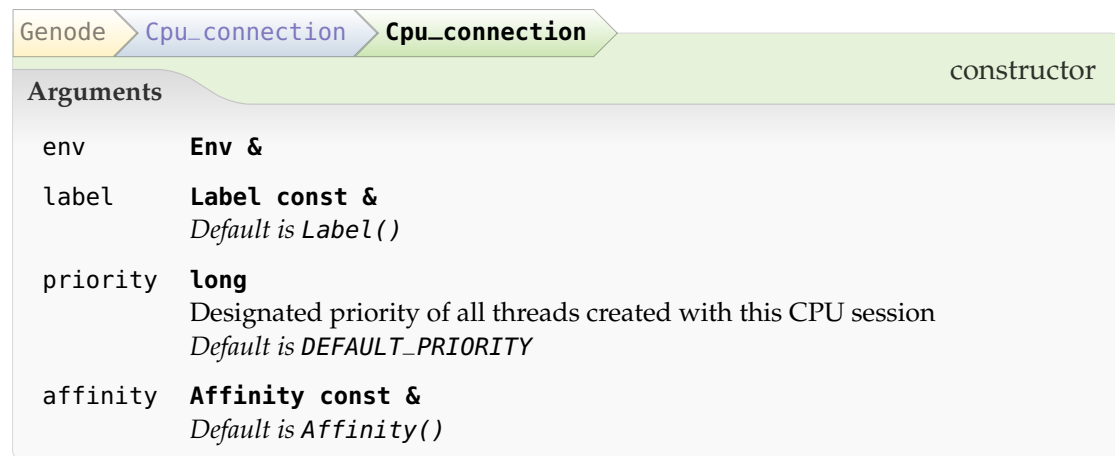 Genode Cpu_connection Cpu_connection
constructor
Arguments
env Env &
label Label const &
Default is Label()
priority long
Designated priority of all threads created with this CPU session
Default is DEFAULT_PRIORITY
affinity Affinity const &
Default is Affinity()